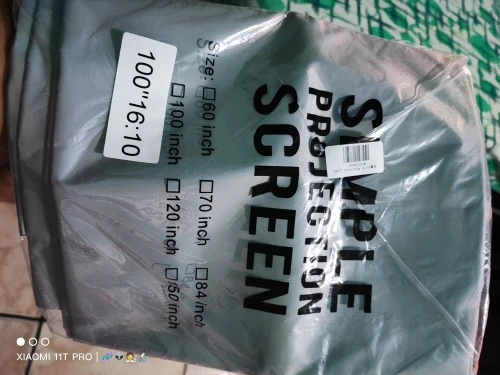 SIMPLE
PROJECTION
SCREEN
Size: □60 inch □70 inch □84 inch
□100 inch □120 inch □150 inch
100"16:10
XIAOMI 11T PRO |